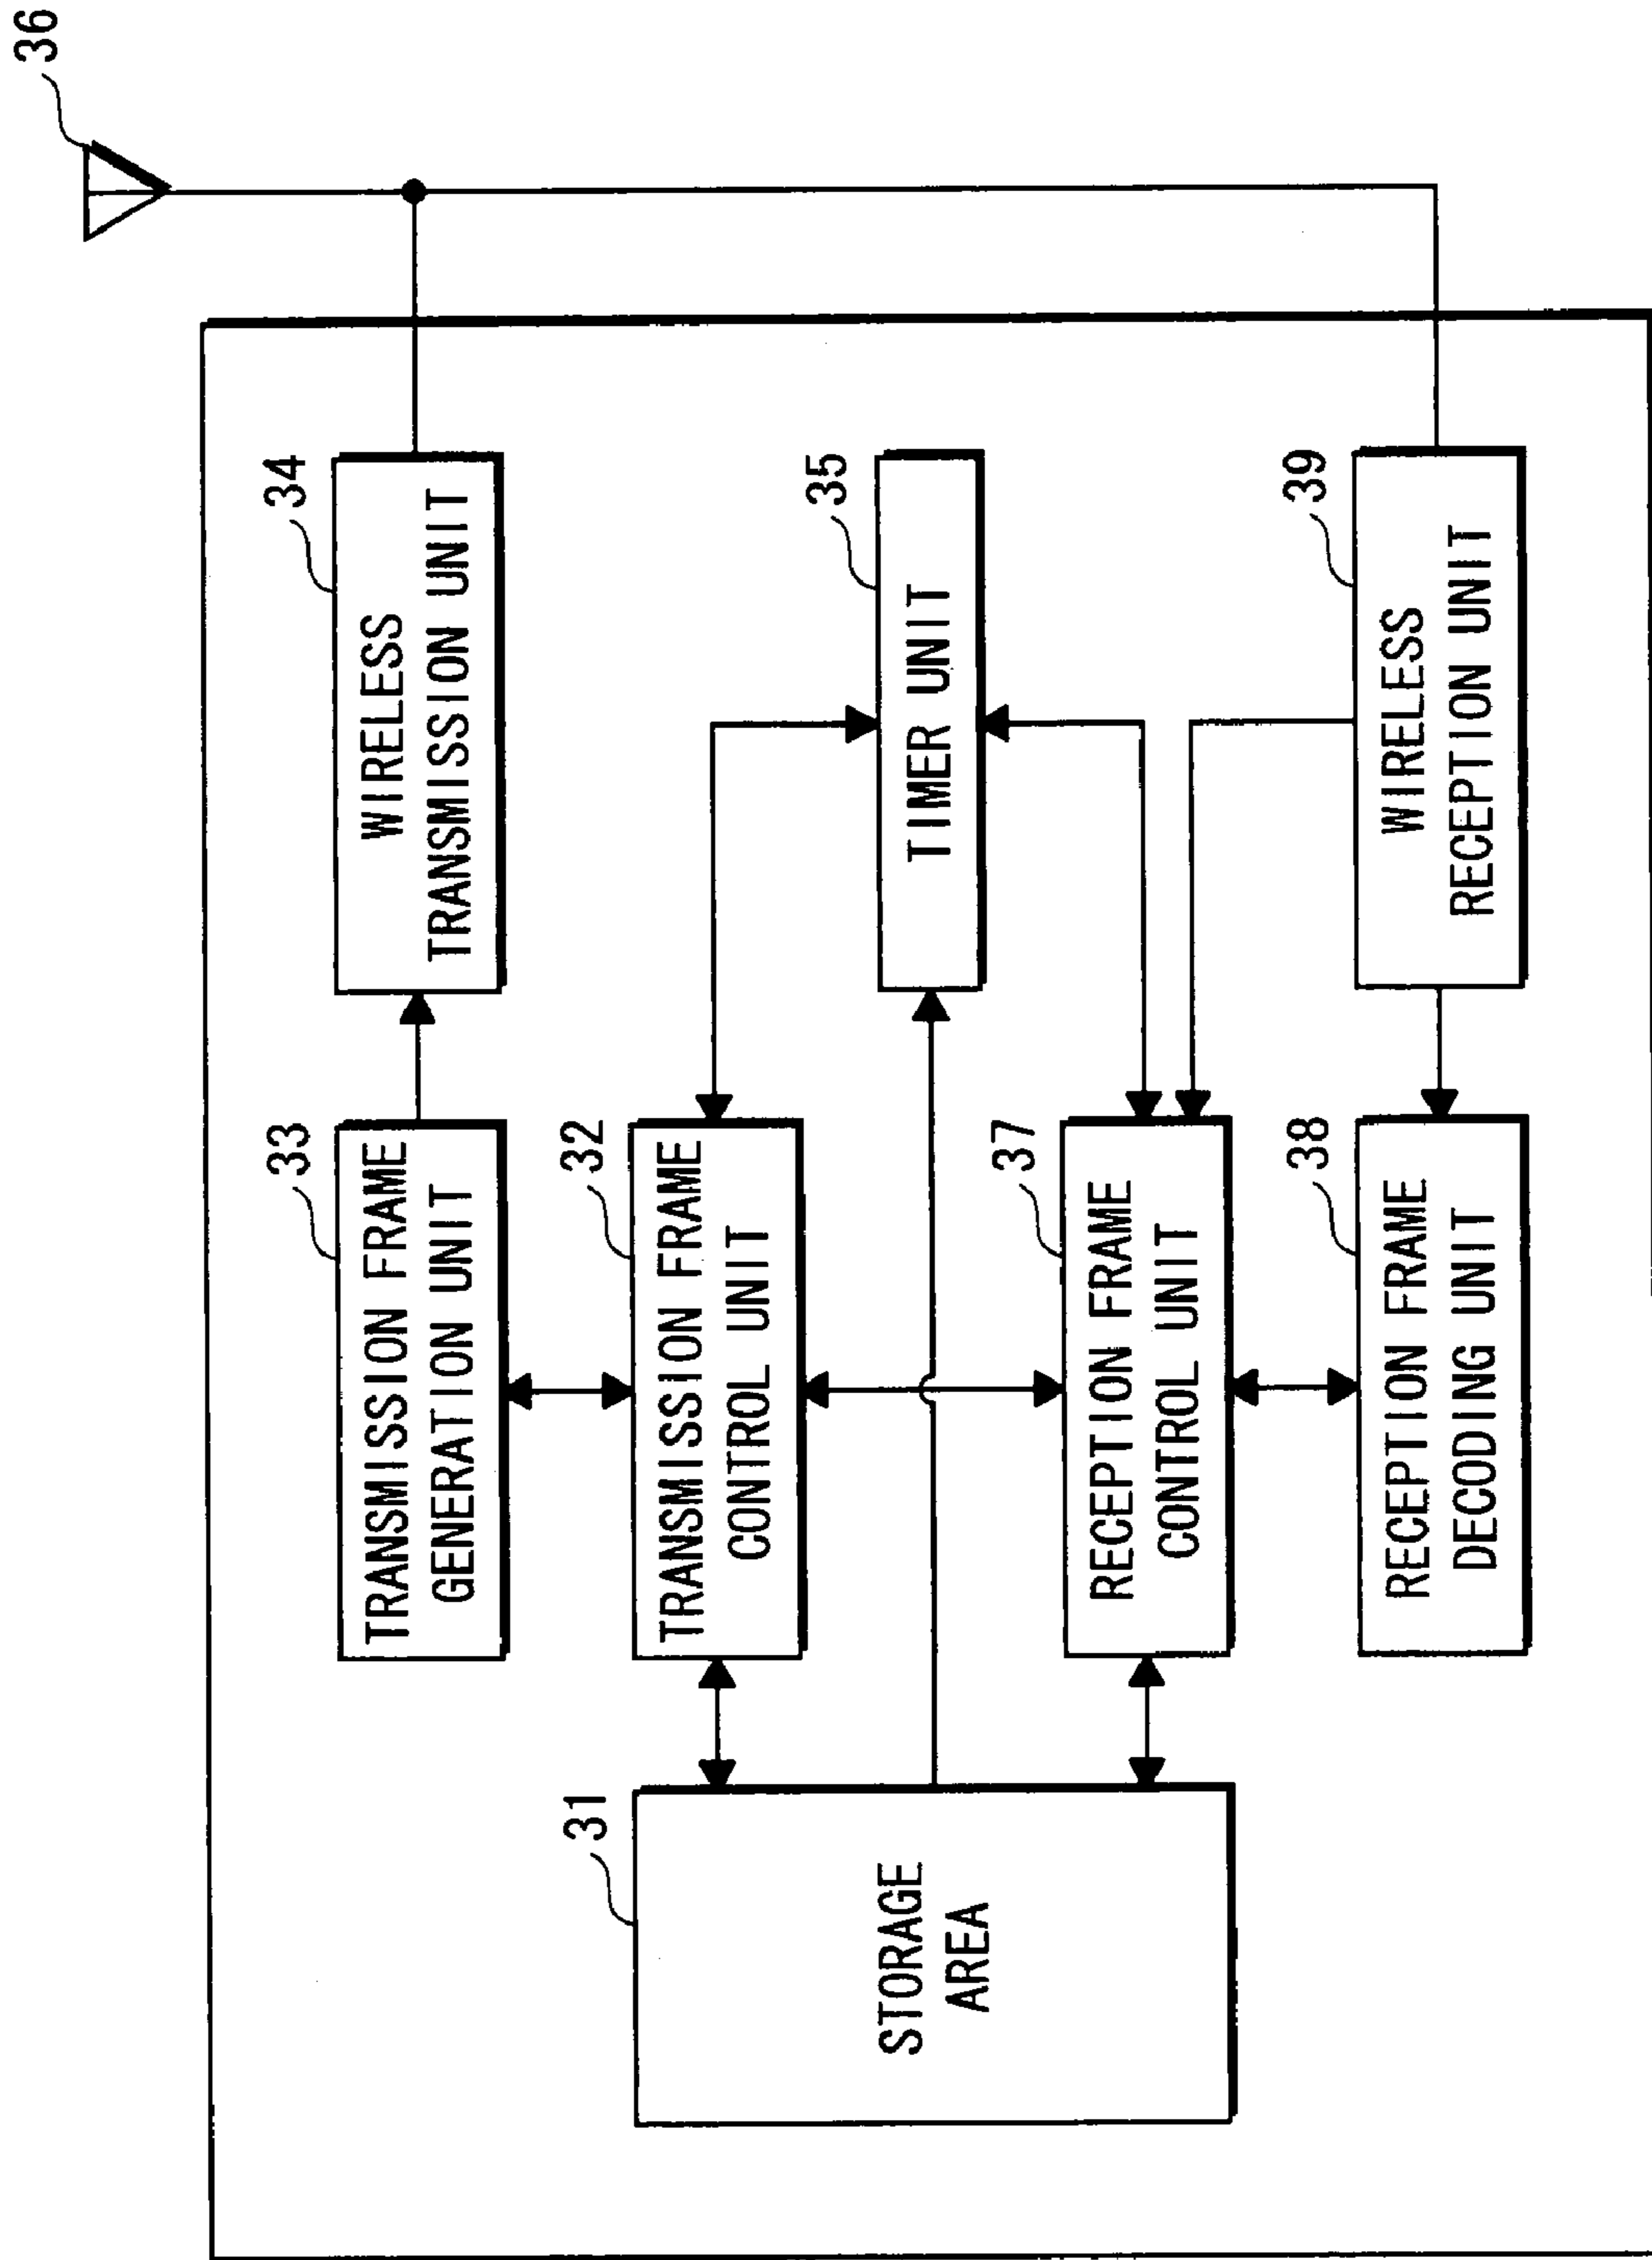 36
34
WIRELESS
TRANSMISSION UNIT
33
TRANSMISSION FRAME
GENERATION UNIT
32
TRANSMISSION FRAME
CONTROL UNIT
35
TIMER UNIT
31
STORAGE
AREA
37
RECEPTION FRAME
CONTROL UNIT
39
WIRELESS
RECEPTION UNIT
38
RECEPTION FRAME
DECODING UNIT